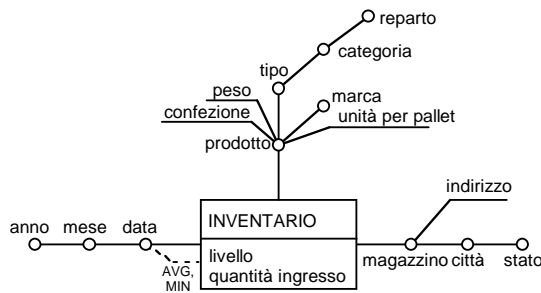 reparto
categoria
tipo
peso
marca
confezione
unità per pallet
prodotto
indirizzo
INVENTARIO
anno mese data
livello
magazzino città stato
quantità ingresso
AVG,
MIN